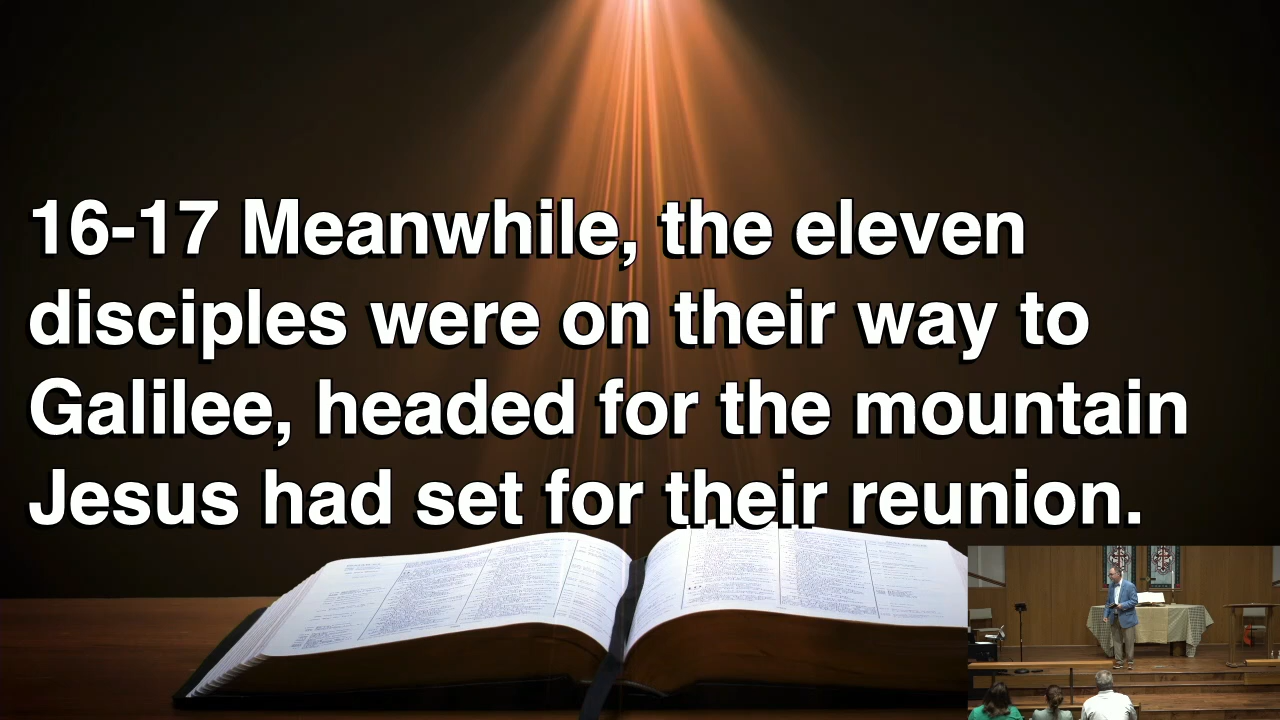 16-17 Meanwhile, the eleven
disciples were on their way to
Galilee, headed for the mountain
Jesus had set for their reunion.